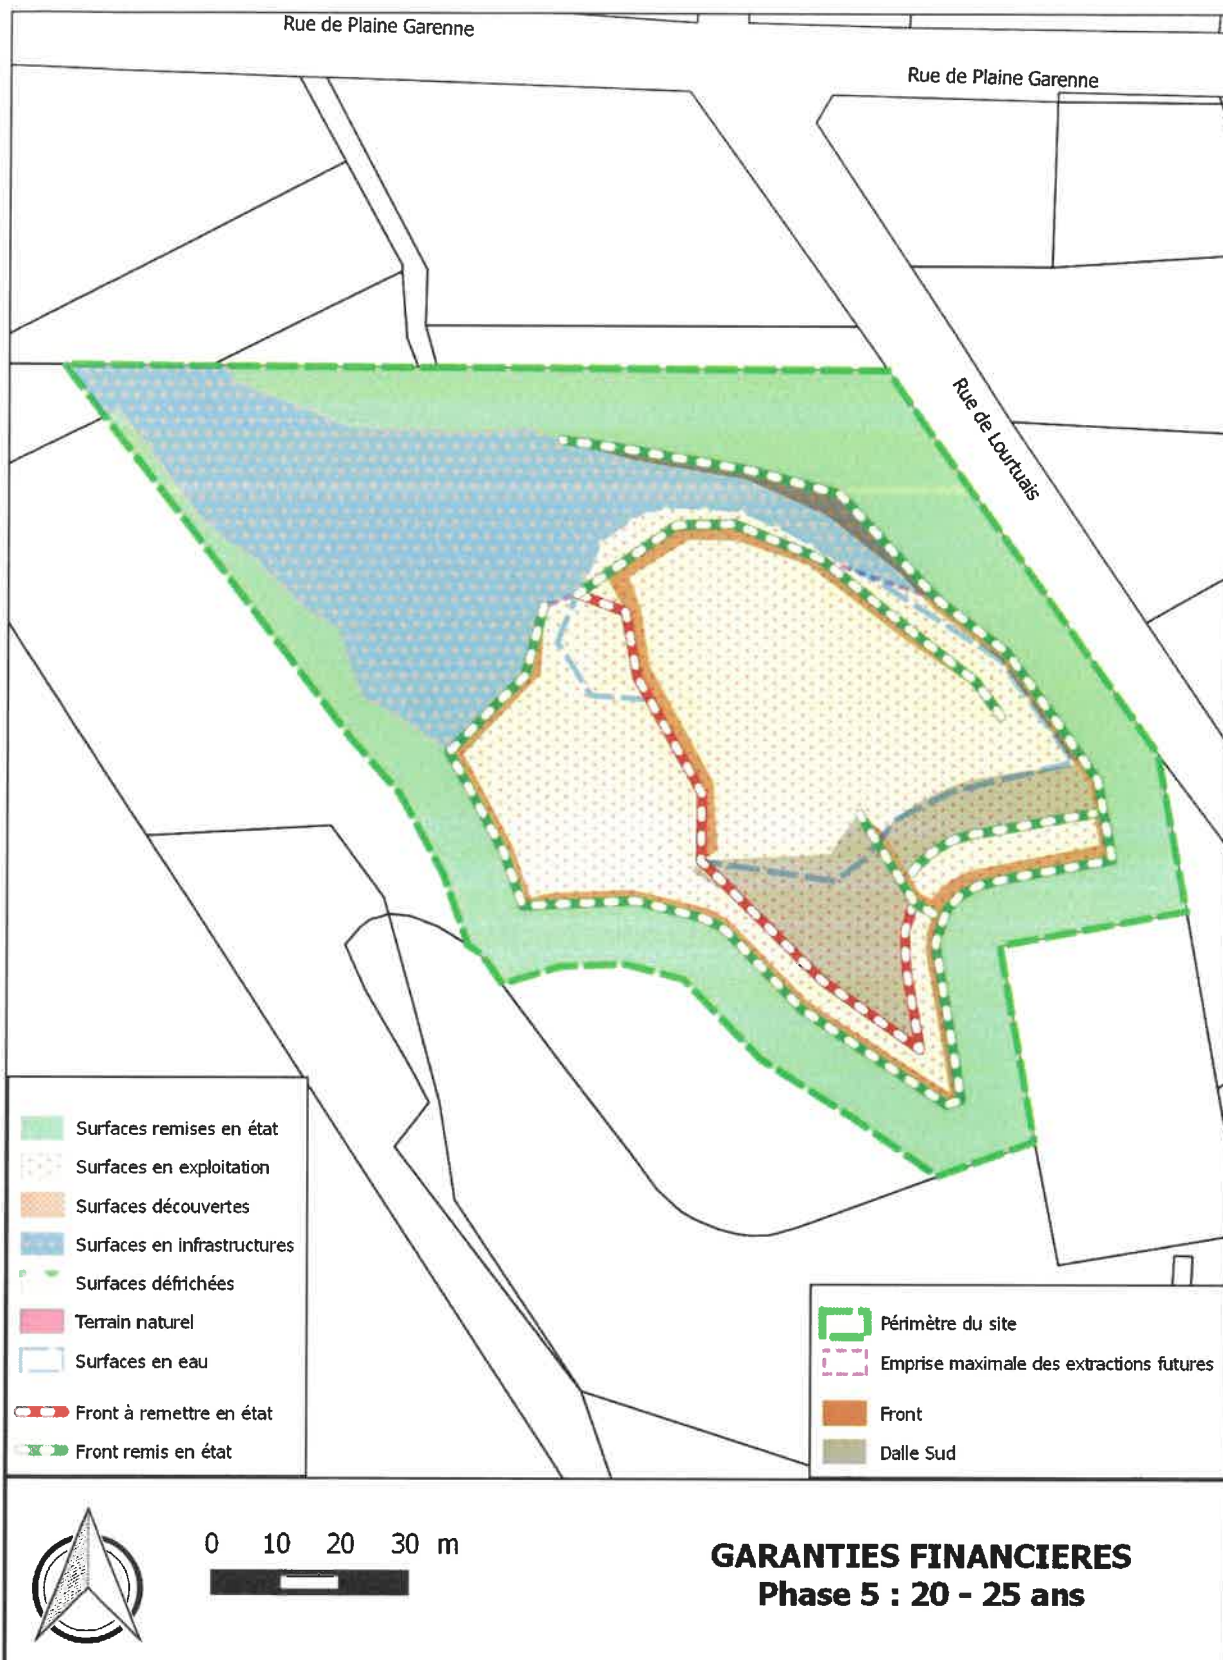 Rue de Plaine Garenne
Rue de Plaine Garenne
Rue de Lourtuais
Surfaces remises en état
Surfaces en exploitation
Surfaces découvertes
Surfaces en infrastructures
Surfaces défrichées
Terrain naturel
Surfaces en eau
Front à remettre en état
Front remis en état
Périmètre du site
Emprise maximale des extractions futures
Front
Dalle Sud
0 10 20 30 m
GARANTIES FINANCIERES
Phase 5 : 20 - 25 ans